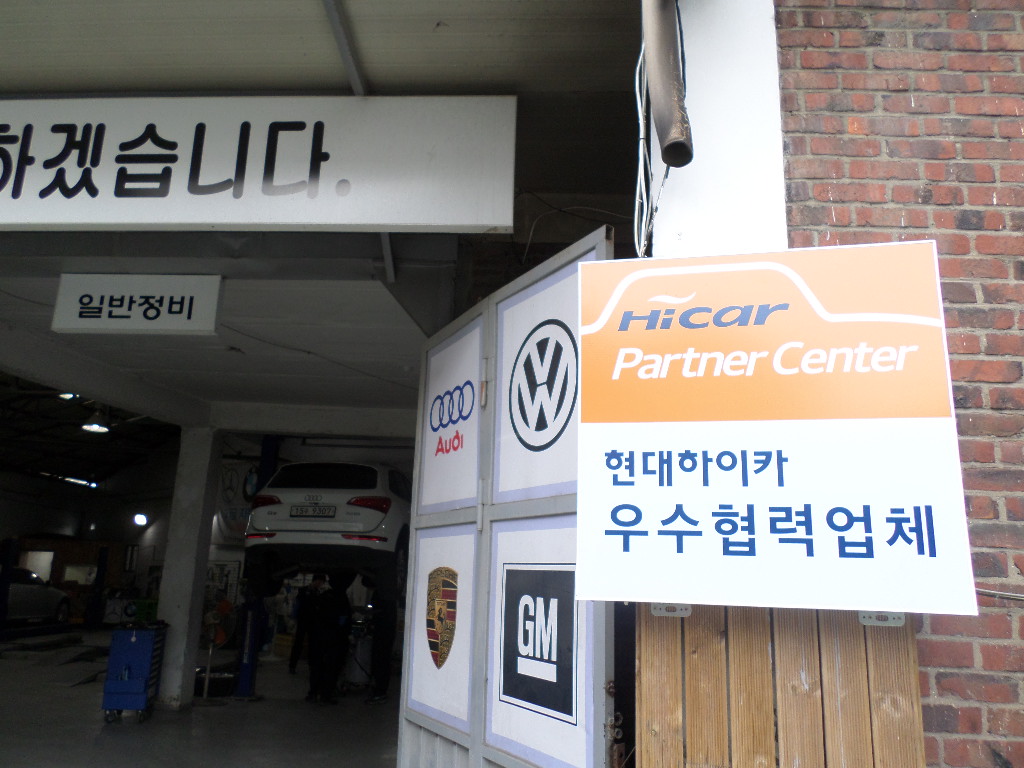 하겠습니다.
일반정비
Audi
GM
Hicar
Partner Center
현대하이카
우수협력업체